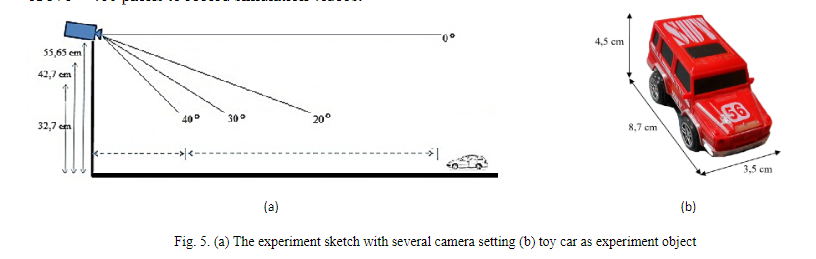 0°
55,65 cm
42,7 cm
32,7 cm
40°
30°
20°
4,5 cm
8,7 cm
3,5 cm
56
(a)
(b)
Fig. 5. (a) The experiment sketch with several camera setting (b) toy car as experiment object